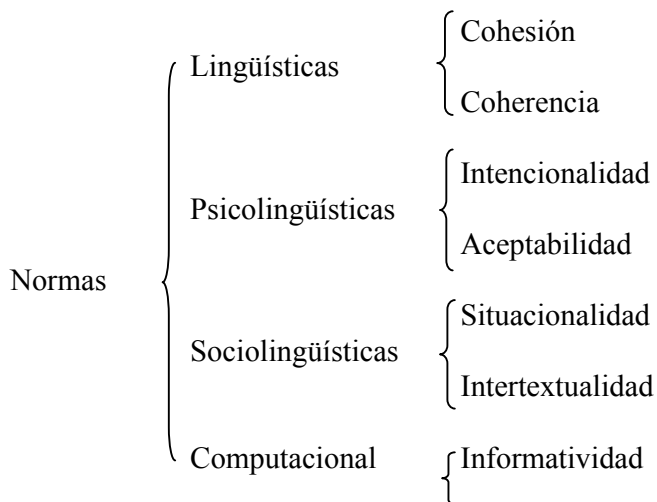 Cohesión
Lingüísticas
Coherencia
Intencionalidad
Psicolingüísticas
Aceptabilidad
Normas
Situacionalidad
Sociolingüísticas
Intertextualidad
Computacional Informatividad